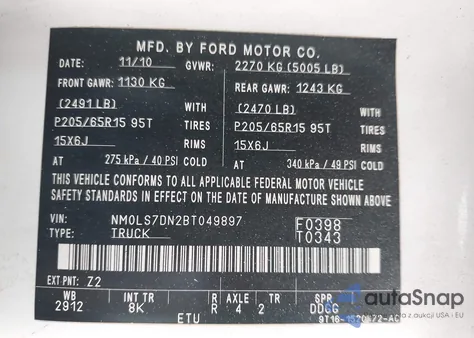 MFD. BY FORD MOTOR CO.
DATE: 11/10 GVWR: 2270 KG (5005 LB)
FRONT GAWR: 1130 KG REAR GAWR: 1243 KG
(2491 LB) WITH (2470 LB) WITH
P205/65R15 95T TIRES P205/65R15 95T TIRES
15X6J RIMS 15X6J RIMS
AT 275 kPa / 40 PSI COLD AT 340 kPa / 49 PSI COLD
THIS VEHICLE CONFORMS TO ALL APPLICABLE FEDERAL MOTOR VEHICLE
SAFETY STANDARDS IN EFFECT ON THE DATE OF MANUFACTURE SHOWN ABOVE.
VIN: NM0LS7DN2BT049897 F0398
TYPE: TRUCK T0343
EXT PNT: Z2
WB INT TR R AXLE TR SPR
2912 8K R 4 2 DDCG
ETU
autoSnap